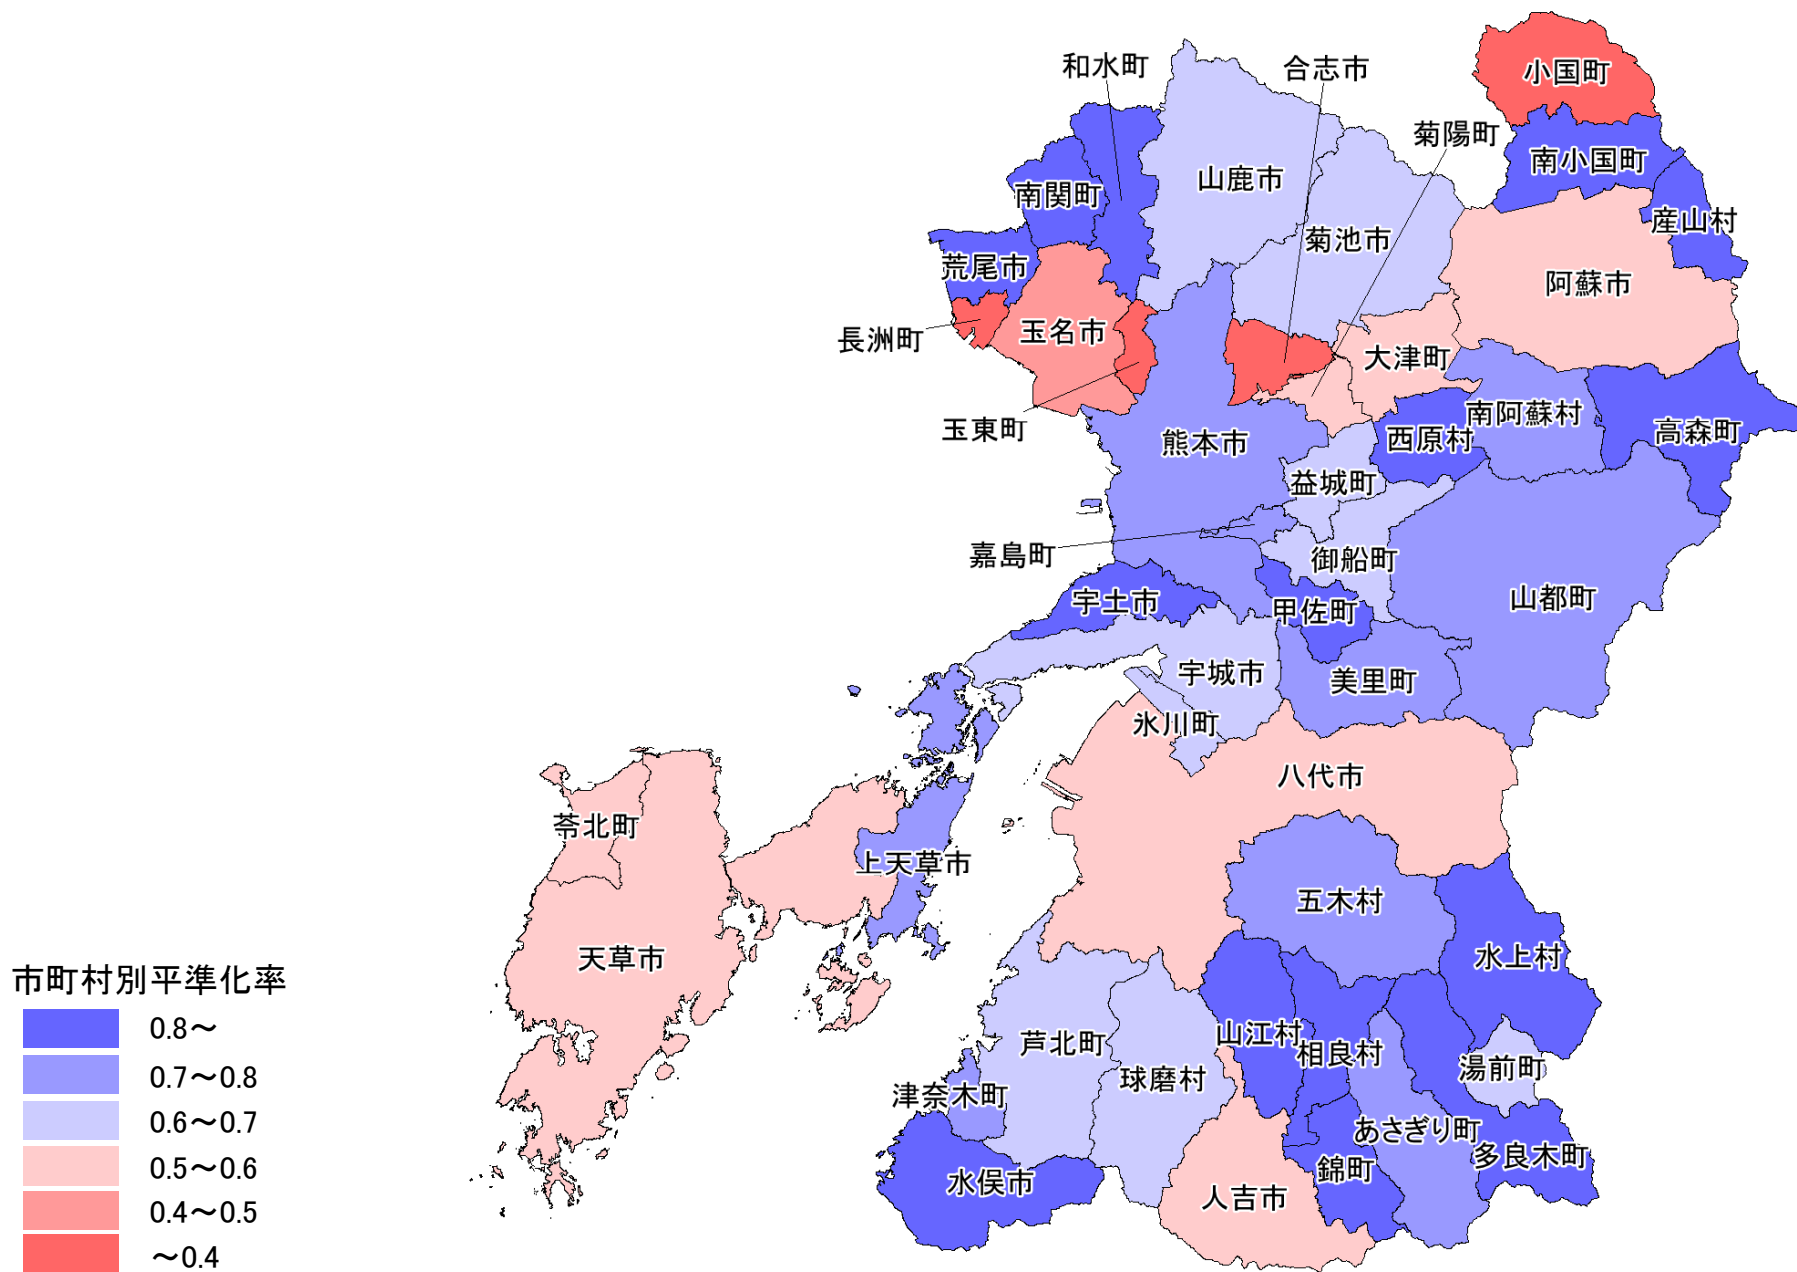 和水町
合志市
小国町
菊陽町
南小国町
山鹿市
南関町
産山村
菊池市
荒尾市
阿蘇市
玉名市
長洲町
大津町
南阿蘇村
玉東町
熊本市
西原村
高森町
益城町
嘉島町
御船町
山都町
宇土市
甲佐町
宇城市
美里町
氷川町
八代市
苓北町
上天草市
五木村
天草市
水上村
山江村
芦北町
相良村
湯前町
球磨村
津奈木町
あさぎり町
多良木町
錦町
水俣市
人吉市
市町村別平準化率
0.8～
0.7～0.8
0.6～0.7
0.5～0.6
0.4～0.5
～0.4